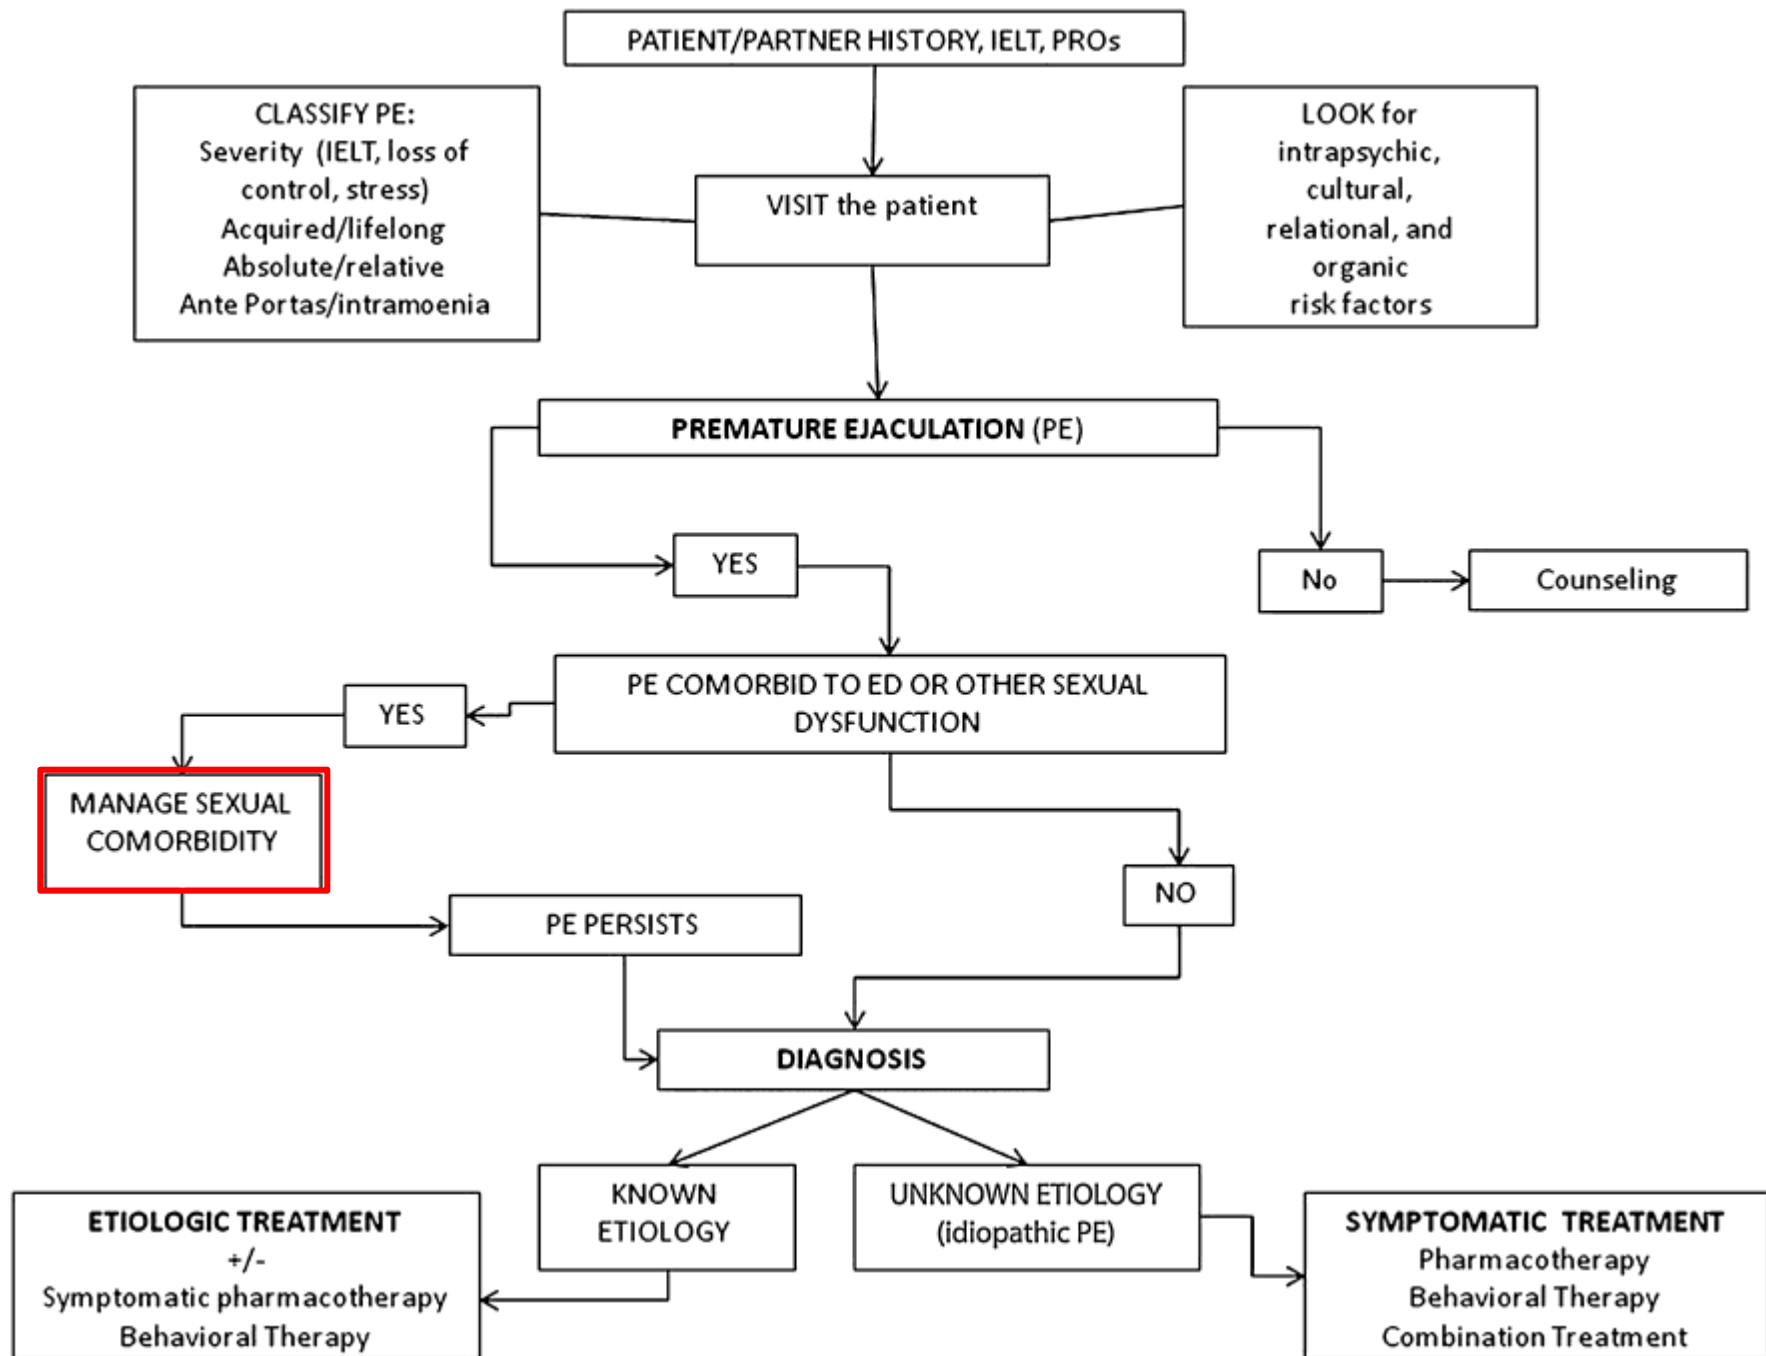 PATIENT/PARTNER HISTORY, IELT, PROs
CLASSIFY PE:
Severity (IELT, loss of
control, stress)
Acquired/lifelong
Absolute/relative
Ante Portas/intramoenia
VISIT the patient
LOOK for
intrapsychic,
cultural,
relational, and
organic
risk factors
PREMATURE EJACULATION (PE)
YES
No
Counseling
PE COMORBID TO ED OR OTHER SEXUAL
DYSFUNCTION
YES
MANAGE SEXUAL
COMORBIDITY
NO
PE PERSISTS
DIAGNOSIS
KNOWN
ETIOLOGY
UNKNOWN ETIOLOGY
(idiopathic PE)
ETIOLOGIC TREATMENT
+/-
Symptomatic pharmacotherapy
Behavioral Therapy
SYMPTOMATIC TREATMENT
Pharmacotherapy
Behavioral Therapy
Combination Treatment